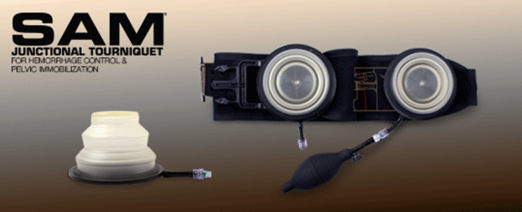 SAM®
JUNCTIONAL TOURNIQUET
FOR HEMORRHAGE CONTROL &
PELVIC IMMOBILIZATION